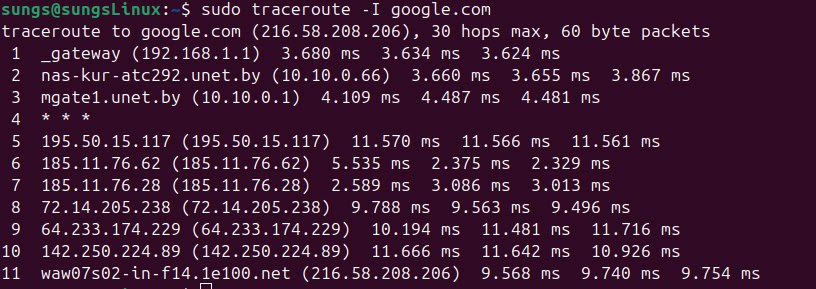 sungs@sungsLinux:~$ sudo traceroute -I google.com
traceroute to google.com (216.58.208.206), 30 hops max, 60 byte packets
 1  _gateway (192.168.1.1)  3.680 ms  3.634 ms  3.624 ms
 2  nas-kur-atc292.unet.by (10.10.0.66)  3.660 ms  3.655 ms  3.867 ms
 3  mgate1.unet.by (10.10.0.1)  4.109 ms  4.487 ms  4.481 ms
 4  * * *
 5  195.50.15.117 (195.50.15.117)  11.570 ms  11.566 ms  11.561 ms
 6  185.11.76.62 (185.11.76.62)  5.535 ms  2.375 ms  2.329 ms
 7  185.11.76.28 (185.11.76.28)  2.589 ms  3.086 ms  3.013 ms
 8  72.14.205.238 (72.14.205.238)  9.788 ms  9.563 ms  9.496 ms
 9  64.233.174.229 (64.233.174.229)  10.194 ms  11.481 ms  11.716 ms
10  142.250.224.89 (142.250.224.89)  11.666 ms  11.642 ms  10.926 ms
11  waw07s02-in-f14.1e100.net (216.58.208.206)  9.568 ms  9.740 ms  9.754 ms